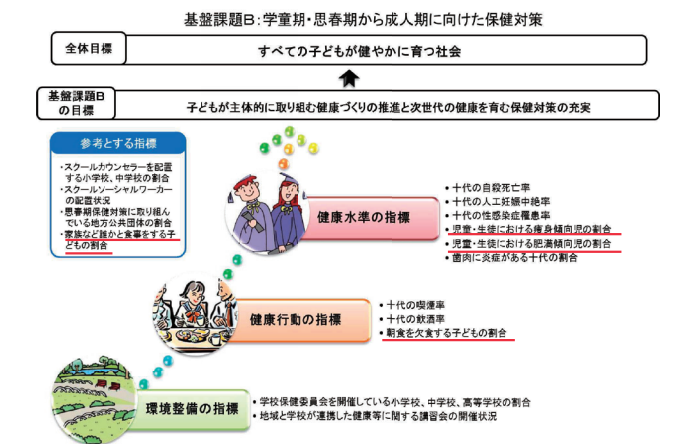 基盤課題B：学童期・思春期から成人期に向けた保健対策
全体目標
すべての子どもが健やかに育つ社会
基盤課題B
の目標
子どもが主体的に取り組む健康づくりの推進と次世代の健康を育む保健対策の充実
参考とする指標
・スクールカウンセラーを配置
する小学校、中学校の割合
・スクールソーシャルワーカー
の配置状況
・思春期保健対策に取り組ん
でいる地方公共団体の割合
・家族など誰かと食事をする子
どもの割合
健康水準の指標
・十代の自殺死亡率
・十代の人工妊娠中絶率
・十代の性感染症罹患率
・児童・生徒における痩身傾向児の割合
・児童・生徒における肥満傾向児の割合
・歯肉に炎症がある十代の割合
健康行動の指標
・十代の喫煙率
・十代の飲酒率
・朝食を欠食する子どもの割合
環境整備の指標
・学校保健委員会を開催している小学校、中学校、高等学校の割合
・地域と学校が連携した健康等に関する講習会の開催状況